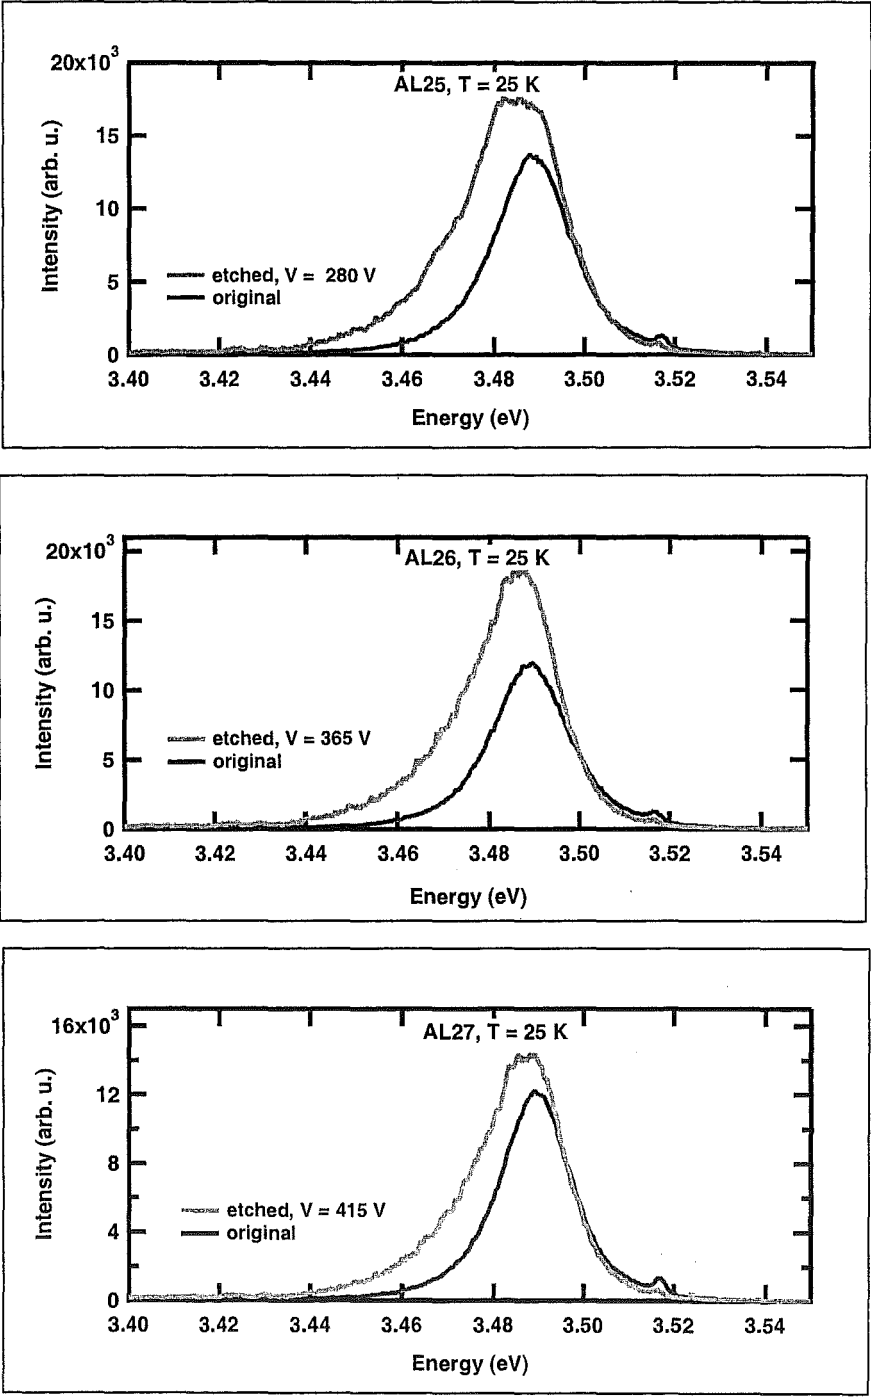 20x10³
AL25, T = 25 K
15
10
5
0
Intensity (arb. u.)
etched, V = 280 V
original
3.40 3.42 3.44 3.46 3.48 3.50 3.52 3.54
Energy (eV)
20x10³
AL26, T = 25 K
15
10
5
0
Intensity (arb. u.)
etched, V = 365 V
original
3.40 3.42 3.44 3.46 3.48 3.50 3.52 3.54
Energy (eV)
16x10³
AL27, T = 25 K
12
8
4
0
Intensity (arb. u.)
etched, V = 415 V
original
3.40 3.42 3.44 3.46 3.48 3.50 3.52 3.54
Energy (eV)